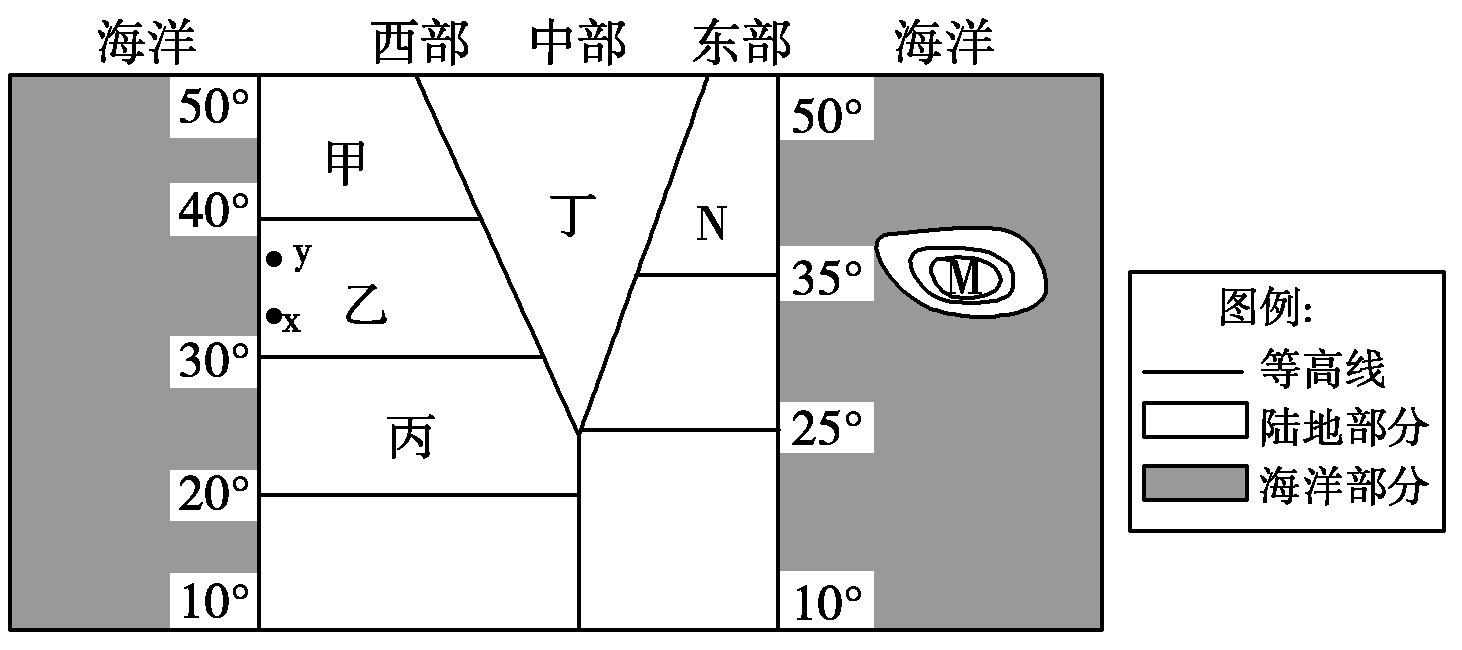 海洋 西部 中部 东部 海洋
50° 50°
甲
40° 丁 N
y
35° M
乙
x
30°
丙 25°
20°
10° 10°
图例:
等高线
陆地部分
海洋部分